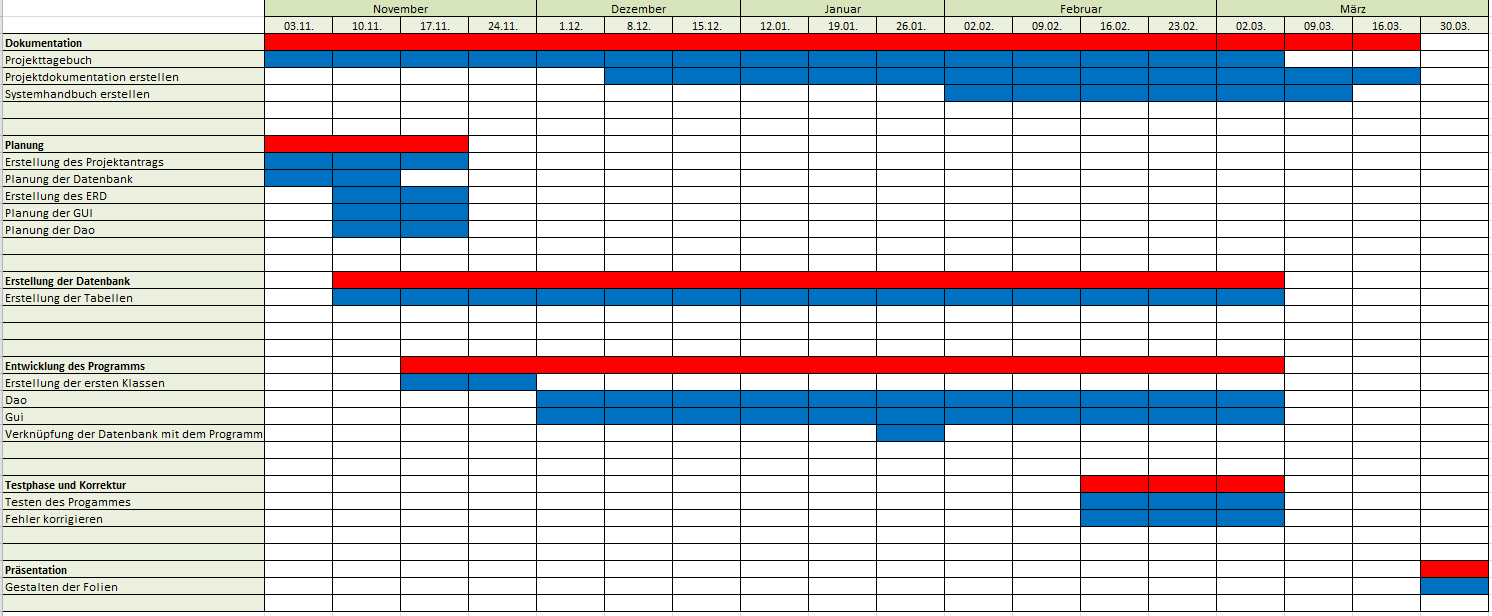 November Dezember Januar Februar März
03.11. 10.11. 17.11. 24.11. 1.12. 8.12. 15.12. 12.01. 19.01. 26.01. 02.02. 09.02. 16.02. 23.02. 02.03. 09.03. 16.03. 30.03.
Dokumentation
Projekttagebuch
Projektdokumentation erstellen
Systemhandbuch erstellen
Planung
Erstellung des Projektantrags
Planung der Datenbank
Erstellung des ERD
Planung der GUI
Planung der Dao
Erstellung der Datenbank
Erstellung der Tabellen
Entwicklung des Programms
Erstellung der ersten Klassen
Dao
Gui
Verknüpfung der Datenbank mit dem Programm
Testphase und Korrektur
Testen des Progammes
Fehler korrigieren
Präsentation
Gestalten der Folien